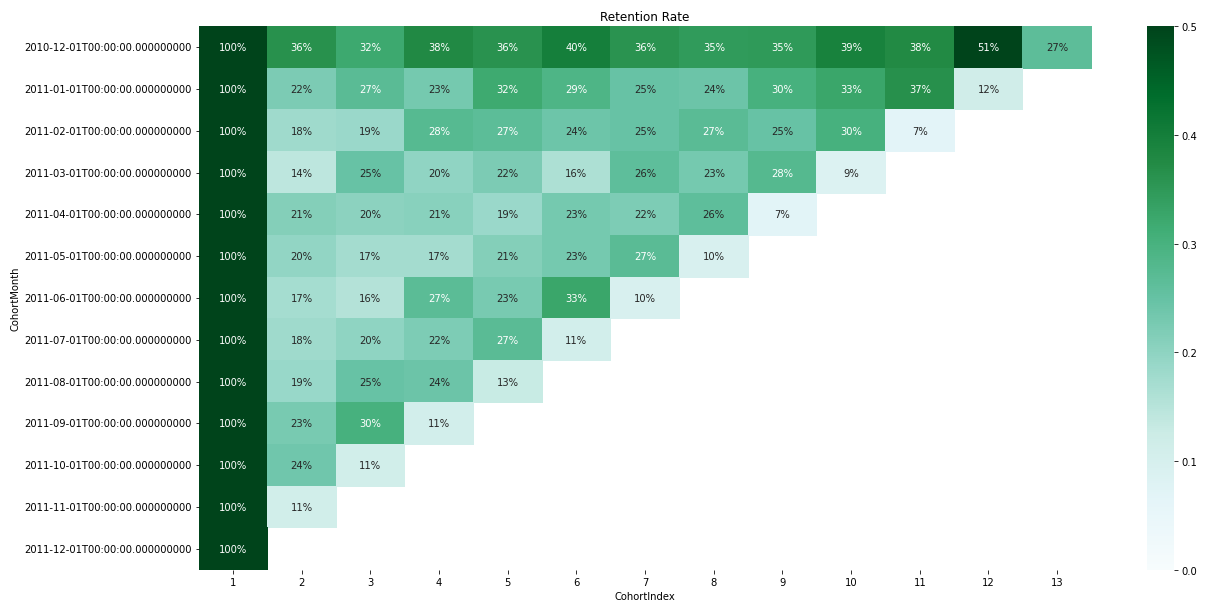 Retention Rate
2010-12-01T00:00:00.000000000 100% 36% 32% 38% 36% 40% 36% 35% 35% 39% 38% 51% 27%
2011-01-01T00:00:00.000000000 100% 22% 27% 23% 32% 29% 25% 24% 30% 33% 37% 12%
2011-02-01T00:00:00.000000000 100% 18% 19% 28% 27% 24% 25% 27% 25% 30% 7%
2011-03-01T00:00:00.000000000 100% 14% 25% 20% 22% 16% 26% 23% 28% 9%
2011-04-01T00:00:00.000000000 100% 21% 20% 21% 19% 23% 22% 26% 7%
2011-05-01T00:00:00.000000000 100% 20% 17% 17% 21% 23% 27% 10%
2011-06-01T00:00:00.000000000 100% 17% 16% 27% 23% 33% 10%
2011-07-01T00:00:00.000000000 100% 18% 20% 22% 27% 11%
2011-08-01T00:00:00.000000000 100% 19% 25% 24% 13%
2011-09-01T00:00:00.000000000 100% 23% 30% 11%
2011-10-01T00:00:00.000000000 100% 24% 11%
2011-11-01T00:00:00.000000000 100% 11%
2011-12-01T00:00:00.000000000 100%
1 2 3 4 5 6 7 8 9 10 11 12 13
CohortIndex
CohortMonth
0.5
0.4
0.3
0.2
0.1
0.0